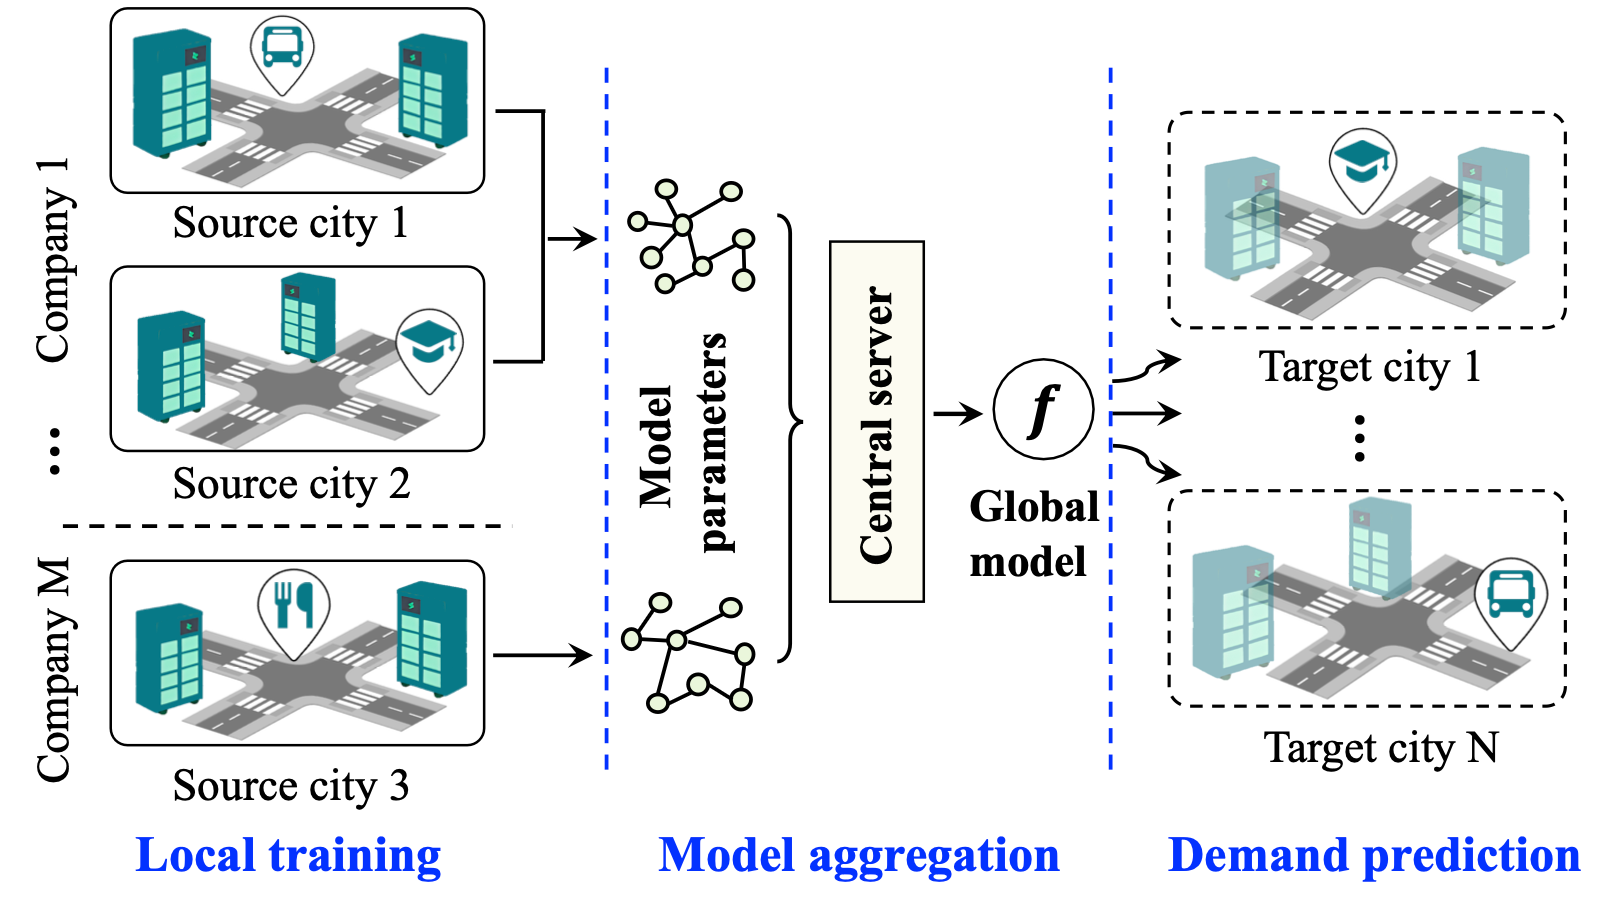 Company 1
Source city 1
Source city 2
...
Company M
Source city 3
Local training
Model
parameters
Central server
f
Global
model
Model aggregation
Target city 1
...
Target city N
Demand prediction